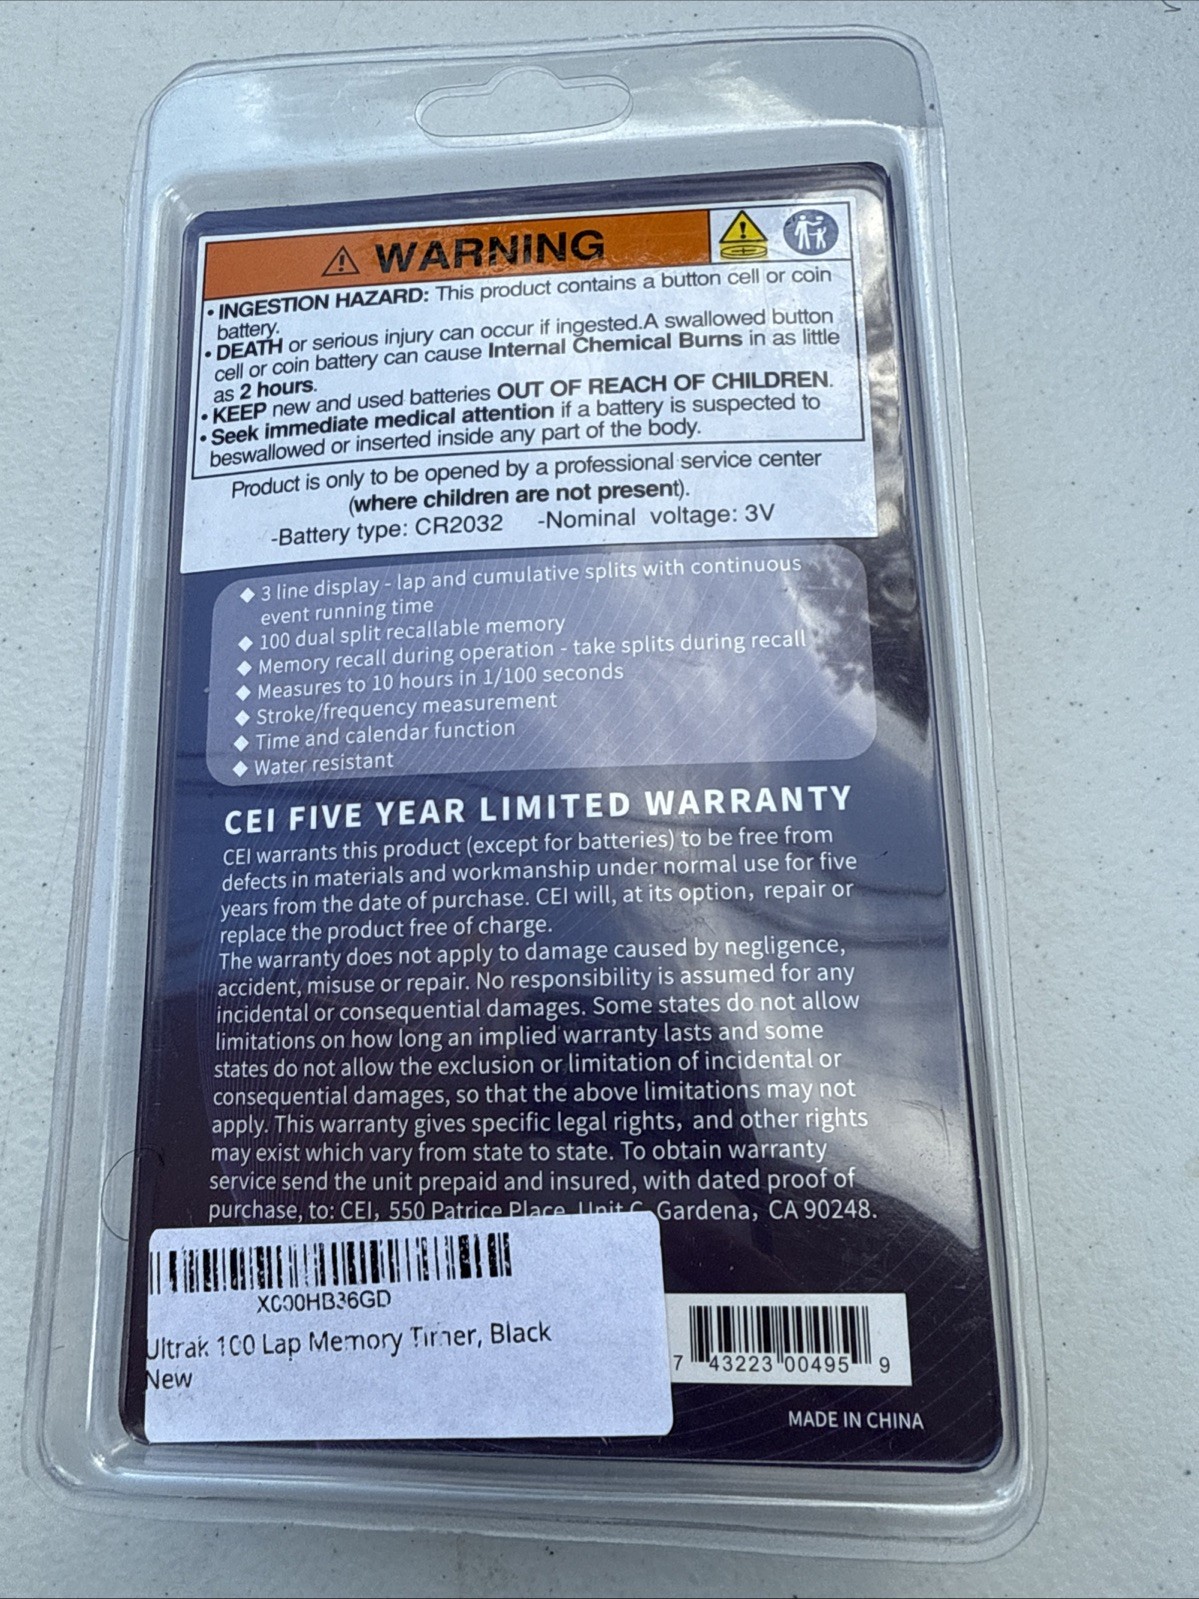 WARNING
• INGESTION HAZARD: This product contains a button cell or coin
battery.
• DEATH or serious injury can occur if ingested.A swallowed button
cell or coin battery can cause Internal Chemical Burns in as little
as 2 hours.
• KEEP new and used batteries OUT OF REACH OF CHILDREN.
• Seek immediate medical attention if a battery is suspected to
beswallowed or inserted inside any part of the body.
Product is only to be opened by a professional service center
(where children are not present).
-Battery type: CR2032 -Nominal voltage: 3V
◆ 3 line display - lap and cumulative splits with continuous
event running time
◆ 100 dual split recallable memory
◆ Memory recall during operation - take splits during recall
◆ Measures to 10 hours in 1/100 seconds
◆ Stroke/frequency measurement
◆ Time and calendar function
◆ Water resistant
CEI FIVE YEAR LIMITED WARRANTY
CEI warrants this product (except for batteries) to be free from
defects in materials and workmanship under normal use for five
years from the date of purchase. CEI will, at its option, repair or
replace the product free of charge.
The warranty does not apply to damage caused by negligence,
accident, misuse or repair. No responsibility is assumed for any
incidental or consequential damages. Some states do not allow
limitations on how long an implied warranty lasts and some
states do not allow the exclusion or limitation of incidental or
consequential damages, so that the above limitations may not
apply. This warranty gives specific legal rights, and other rights
may exist which vary from state to state. To obtain warranty
service send the unit prepaid and insured, with dated proof of
purchase, to: CEI, 550 Patrice Place, Unit C, Gardena, CA 90248.
X000HB36GD
Ultrak 100 Lap Memory Timer, Black
New
7 43223 00495 9
MADE IN CHINA